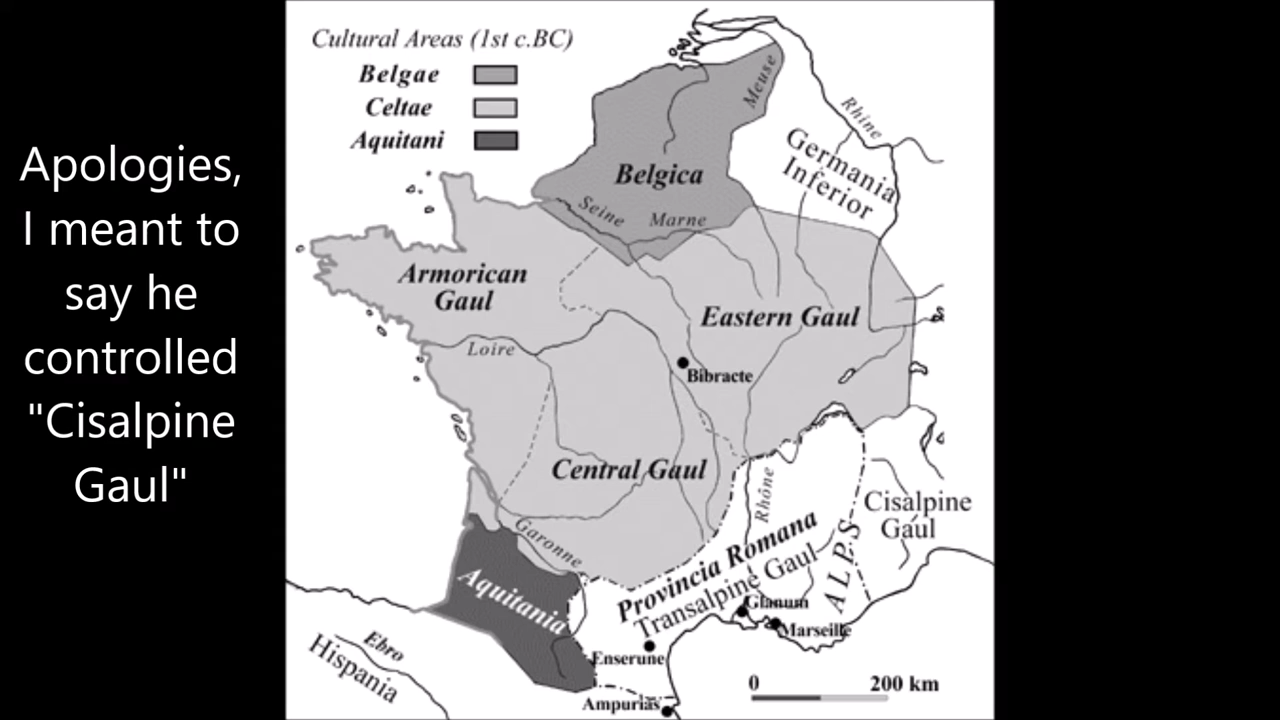 Apologies,
I meant to
say he
controlled
"Cisalpine
Gaul"
Cultural Areas (1st c.BC)
Belgae
Celtae
Aquitani
Meuse
Rhine
Germania
Inferior
Belgica
Seine
Marne
Armorican
Gaul
Eastern Gaul
Loire
Bibracte
Central Gaul
Rhône
Cisalpine
Gaul
Garonne
Provincia Romana
Transalpine Gaul
ALPS
Aquitania
Glanum
Marseille
Ebro
Hispania
Enserune
Ampurias
0 200 km